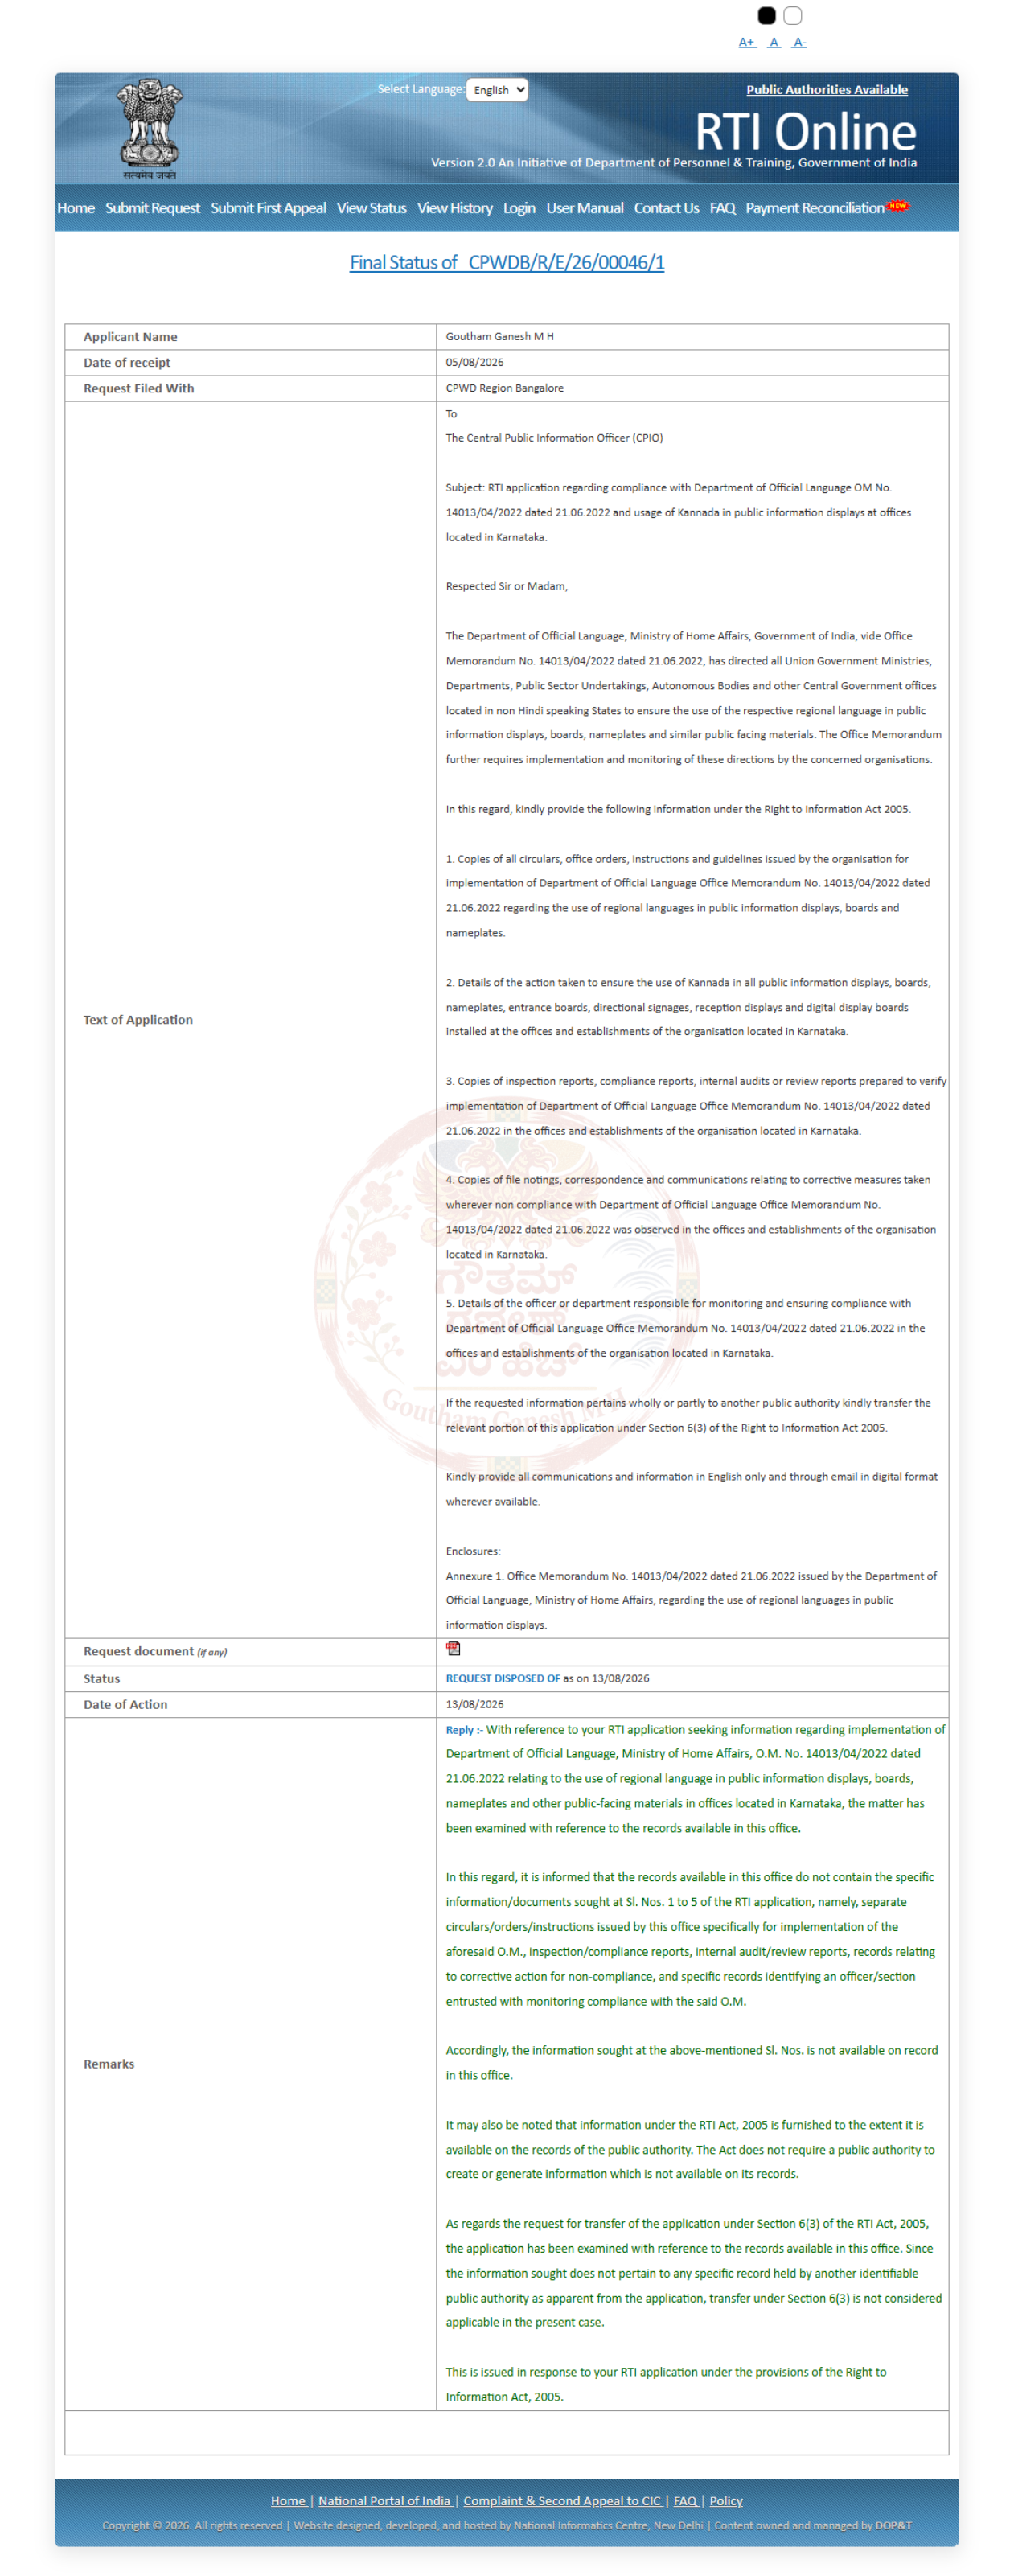 A+ A A-
सत्यमेव जयते
Select Language: English
Public Authorities Available
RTI Online
Version 2.0 An Initiative of Department of Personnel & Training, Government of India
Home Submit Request Submit First Appeal View Status View History Login User Manual Contact Us FAQ Payment Reconciliation NEW
Final Status of CPWDB/R/E/26/00046/1
Applicant Name Goutham Ganesh M H
Date of receipt 05/08/2026
Request Filed With CPWD Region Bangalore
Text of Application
To
The Central Public Information Officer (CPIO)
Subject: RTI application regarding compliance with Department of Official Language OM No.
14013/04/2022 dated 21.06.2022 and usage of Kannada in public information displays at offices
located in Karnataka.
Respected Sir or Madam,
The Department of Official Language, Ministry of Home Affairs, Government of India, vide Office
Memorandum No. 14013/04/2022 dated 21.06.2022, has directed all Union Government Ministries,
Departments, Public Sector Undertakings, Autonomous Bodies and other Central Government offices
located in non Hindi speaking States to ensure the use of the respective regional language in public
information displays, boards, nameplates and similar public facing materials. The Office Memorandum
further requires implementation and monitoring of these directions by the concerned organisations.
In this regard, kindly provide the following information under the Right to Information Act 2005.
1. Copies of all circulars, office orders, instructions and guidelines issued by the organisation for
implementation of Department of Official Language Office Memorandum No. 14013/04/2022 dated
21.06.2022 regarding the use of regional languages in public information displays, boards and
nameplates.
2. Details of the action taken to ensure the use of Kannada in all public information displays, boards,
nameplates, entrance boards, directional signages, reception displays and digital display boards
installed at the offices and establishments of the organisation located in Karnataka.
3. Copies of inspection reports, compliance reports, internal audits or review reports prepared to verify
implementation of Department of Official Language Office Memorandum No. 14013/04/2022 dated
21.06.2022 in the offices and establishments of the organisation located in Karnataka.
4. Copies of file notings, correspondence and communications relating to corrective measures taken
wherever non compliance with Department of Official Language Office Memorandum No.
14013/04/2022 dated 21.06.2022 was observed in the offices and establishments of the organisation
located in Karnataka.
5. Details of the officer or department responsible for monitoring and ensuring compliance with
Department of Official Language Office Memorandum No. 14013/04/2022 dated 21.06.2022 in the
offices and establishments of the organisation located in Karnataka.
If the requested information pertains wholly or partly to another public authority kindly transfer the
relevant portion of this application under Section 6(3) of the Right to Information Act 2005.
Kindly provide all communications and information in English only and through email in digital format
wherever available.
Enclosures:
Annexure 1. Office Memorandum No. 14013/04/2022 dated 21.06.2022 issued by the Department of
Official Language, Ministry of Home Affairs, regarding the use of regional languages in public
information displays.
ಗೌತಮ್
ಗಣೇಶ್
ಎಂ ಹೆಚ್
Goutham Ganesh M H
Request document (if any)
Status REQUEST DISPOSED OF as on 13/08/2026
Date of Action 13/08/2026
Remarks
Reply :- With reference to your RTI application seeking information regarding implementation of
Department of Official Language, Ministry of Home Affairs, O.M. No. 14013/04/2022 dated
21.06.2022 relating to the use of regional language in public information displays, boards,
nameplates and other public-facing materials in offices located in Karnataka, the matter has
been examined with reference to the records available in this office.
In this regard, it is informed that the records available in this office do not contain the specific
information/documents sought at Sl. Nos. 1 to 5 of the RTI application, namely, separate
circulars/orders/instructions issued by this office specifically for implementation of the
aforesaid O.M., inspection/compliance reports, internal audit/review reports, records relating
to corrective action for non-compliance, and specific records identifying an officer/section
entrusted with monitoring compliance with the said O.M.
Accordingly, the information sought at the above-mentioned Sl. Nos. is not available on record
in this office.
It may also be noted that information under the RTI Act, 2005 is furnished to the extent it is
available on the records of the public authority. The Act does not require a public authority to
create or generate information which is not available on its records.
As regards the request for transfer of the application under Section 6(3) of the RTI Act, 2005,
the application has been examined with reference to the records available in this office. Since
the information sought does not pertain to any specific record held by another identifiable
public authority as apparent from the application, transfer under Section 6(3) is not considered
applicable in the present case.
This is issued in response to your RTI application under the provisions of the Right to
Information Act, 2005.
Home | National Portal of India | Complaint & Second Appeal to CIC | FAQ | Policy
Copyright © 2026. All rights reserved | Website designed, developed, and hosted by National Informatics Centre, New Delhi | Content owned and managed by DOP&T